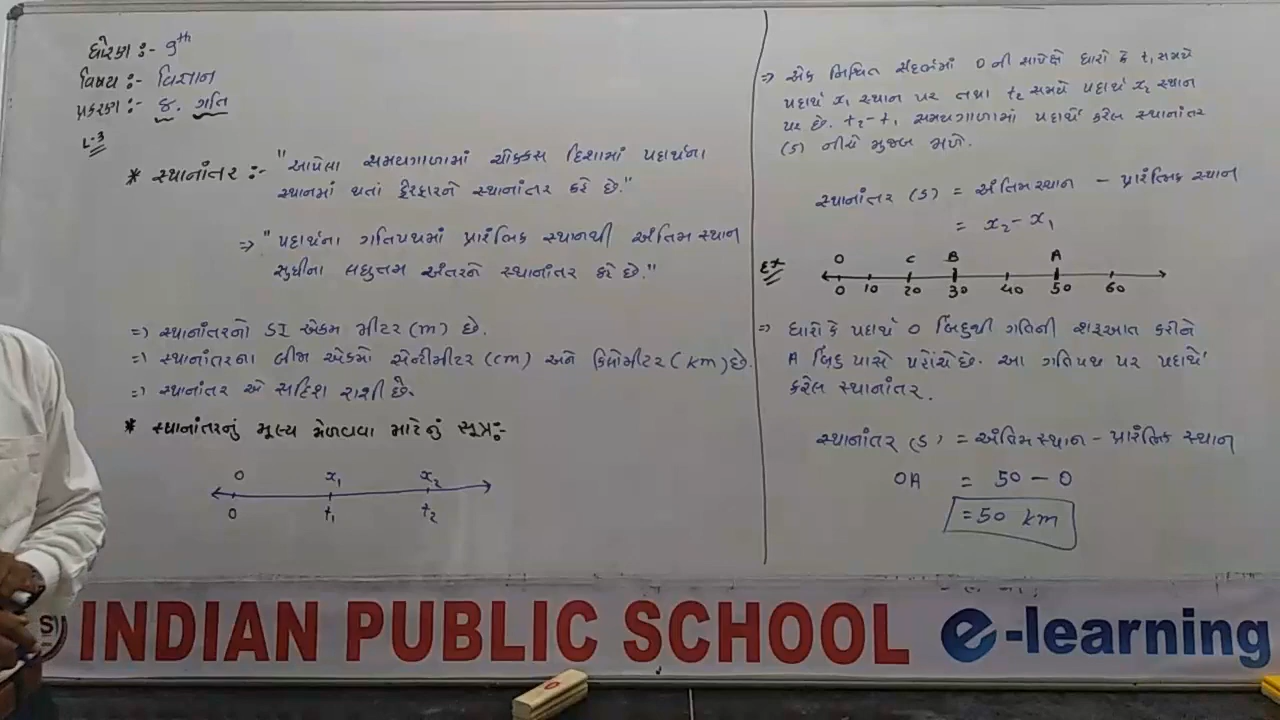 ધોરણ :- 9th
વિષય :- વિજ્ઞાન
પ્રકરણ :- 8. ગતિ
L-3
* સ્થાનાંતર :- "આપેલા સમયગાળામાં ચોક્કસ દિશામાં પદાર્થના
સ્થાનમાં થતાં ફેરફારને સ્થાનાંતર કહે છે."
⇒ "પદાર્થના ગતિપથમાં પ્રારંભિક સ્થાનથી અંતિમ સ્થાન
સુધીના લઘુતમ અંતરને સ્થાનાંતર કહે છે."
⇒ સ્થાનાંતરનો SI એકમ મીટર (m) છે.
⇒ સ્થાનાંતરના બીજા એકમો સેન્ટીમીટર (cm) અને કિલોમીટર (km) છે.
⇒ સ્થાનાંતર એ સદિશ રાશી છે.
* સ્થાનાંતરનું મૂલ્ય મેળવવા માટેનું સૂત્ર:-
O x₁ x₂
0 t₁ t₂
⇒ એક નિશ્ચિત સંદર્ભમાં O ની સાપેક્ષે ધારો કે t₁ સમયે
પદાર્થ x₁ સ્થાન પર તથા t₂ સમયે પદાર્થ x₂ સ્થાન
પર છે. t₂-t₁ સમયગાળામાં પદાર્થે કરેલ સ્થાનાંતર
(s) નીચે મુજબ મળે.
સ્થાનાંતર (s) = અંતિમ સ્થાન - પ્રારંભિક સ્થાન
= x₂ - x₁
Ex
O C B A
0 10 20 30 40 50 60
⇒ ધારો કે પદાર્થ O બિંદુથી ગતિની શરૂઆત કરીને
A બિંદુ પાસે પહોંચે છે. આ ગતિપથ પર પદાર્થે
કરેલ સ્થાનાંતર.
સ્થાનાંતર (s) = અંતિમ સ્થાન - પ્રારંભિક સ્થાન
OA = 50 - 0
= 50 km
INDIAN PUBLIC SCHOOL e-learning